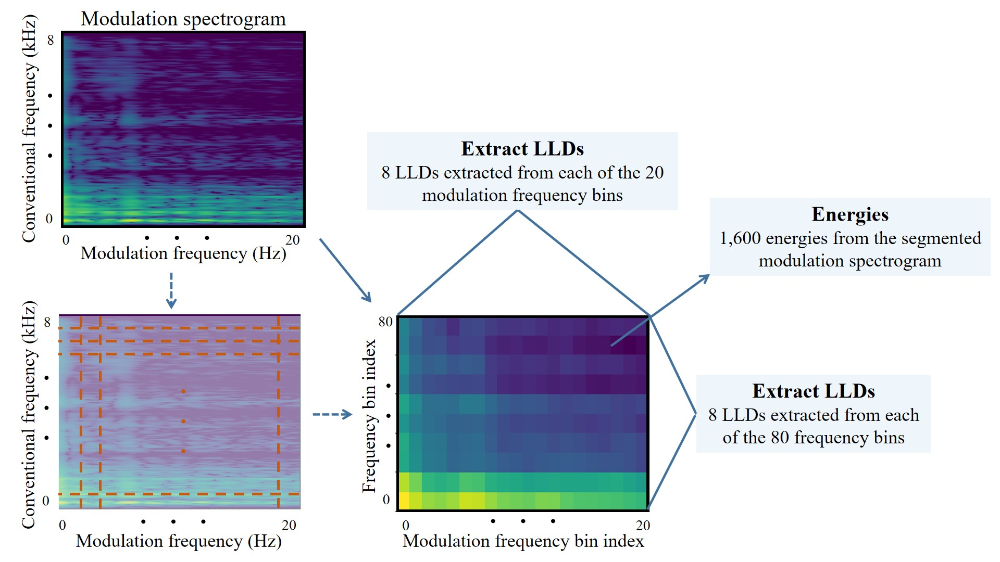 Modulation spectrogram
Conventional frequency (kHz)
8
0
0
20
Modulation frequency (Hz)
Extract LLDs
8 LLDs extracted from each of the 20
modulation frequency bins
Energies
1,600 energies from the segmented
modulation spectrogram
Conventional frequency (kHz)
8
0
0
20
Modulation frequency (Hz)
Frequency bin index
80
0
0
20
Modulation frequency bin index
Extract LLDs
8 LLDs extracted from each
of the 80 frequency bins